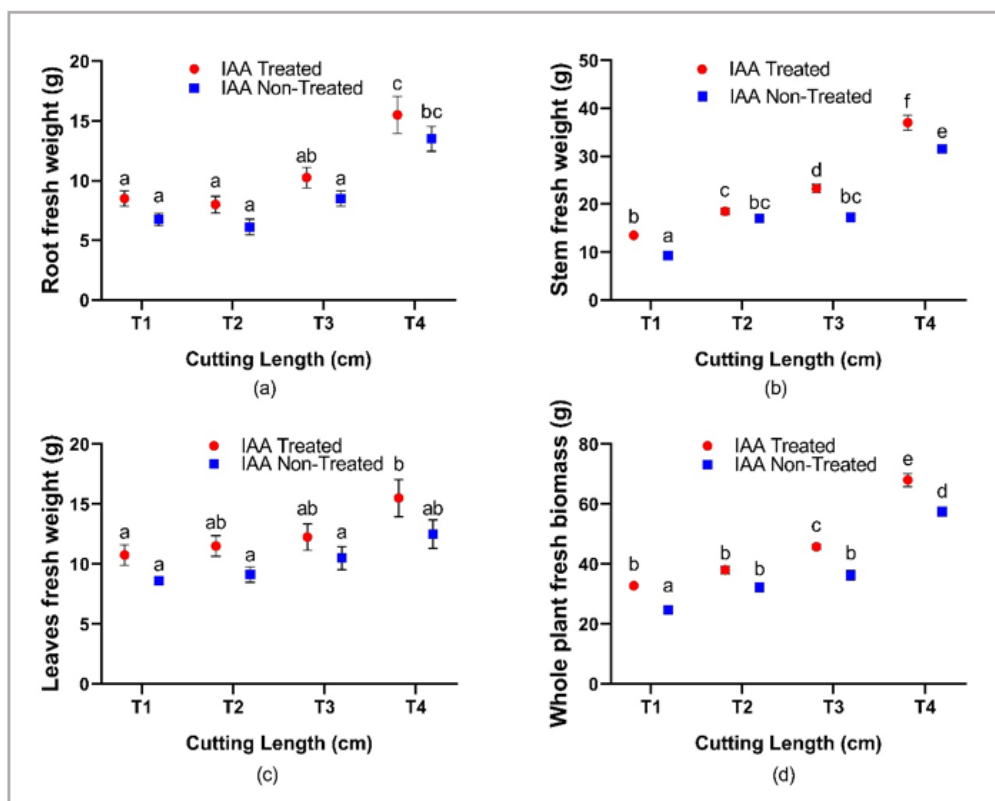 20
15
10
5
0
Root fresh weight (g)
IAA Treated
IAA Non-Treated
a
a
a
a
ab
a
c
bc
T1 T2 T3 T4
Cutting Length (cm)
(a)
50
40
30
20
10
0
Stem fresh weight (g)
IAA Treated
IAA Non-Treated
b
a
c
bc
d
bc
f
e
T1 T2 T3 T4
Cutting Length (cm)
(b)
20
15
10
5
0
Leaves fresh weight (g)
IAA Treated
IAA Non-Treated
a
a
ab
a
ab
a
b
ab
T1 T2 T3 T4
Cutting Length (cm)
(c)
80
60
40
20
0
Whole plant fresh biomass (g)
IAA Treated
IAA Non-Treated
b
a
b
b
c
b
e
d
T1 T2 T3 T4
Cutting Length (cm)
(d)